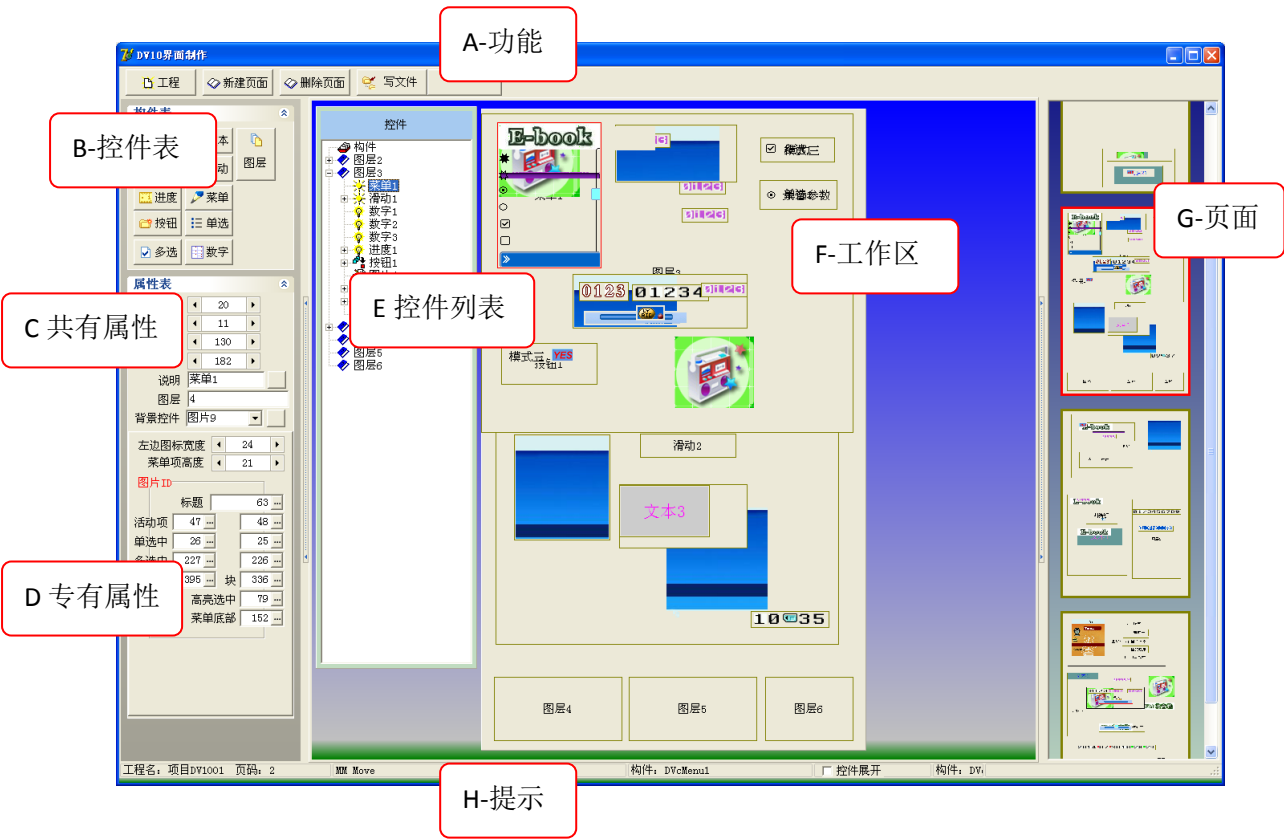 A-功能
DV10界面制作
工程 新建页面 删除页面 写文件
B-控件表
本
动
图层
进度 菜单
按钮 单选
多选 数字
属性表
C 共有属性
20
11
130
182
说明 菜单1
图层 4
背景控件 图片9
左边图标宽度 24
菜单项高度 21
图片ID
标题 63 ...
活动项 47 ... 48 ...
单选中 26 ... 25 ...
227 ... 226 ...
395 ... 块 336 ...
高亮选中 79 ...
菜单底部 152 ...
D 专有属性
控件
构件
图层2
图层3
菜单1
滑动1
数字1
数字2
数字3
进度1
按钮1
图层5
图层6
E 控件列表
E-book
图层3
0123 01234
模式三 YES
按钮1
F-工作区
滑动2
文本3
10 35
图层4 图层5 图层6
G-页面
工程名: 项目DV1001 页码: 2 MM Move 构件: DVcMenu1 控件展开 构件: DV
H-提示